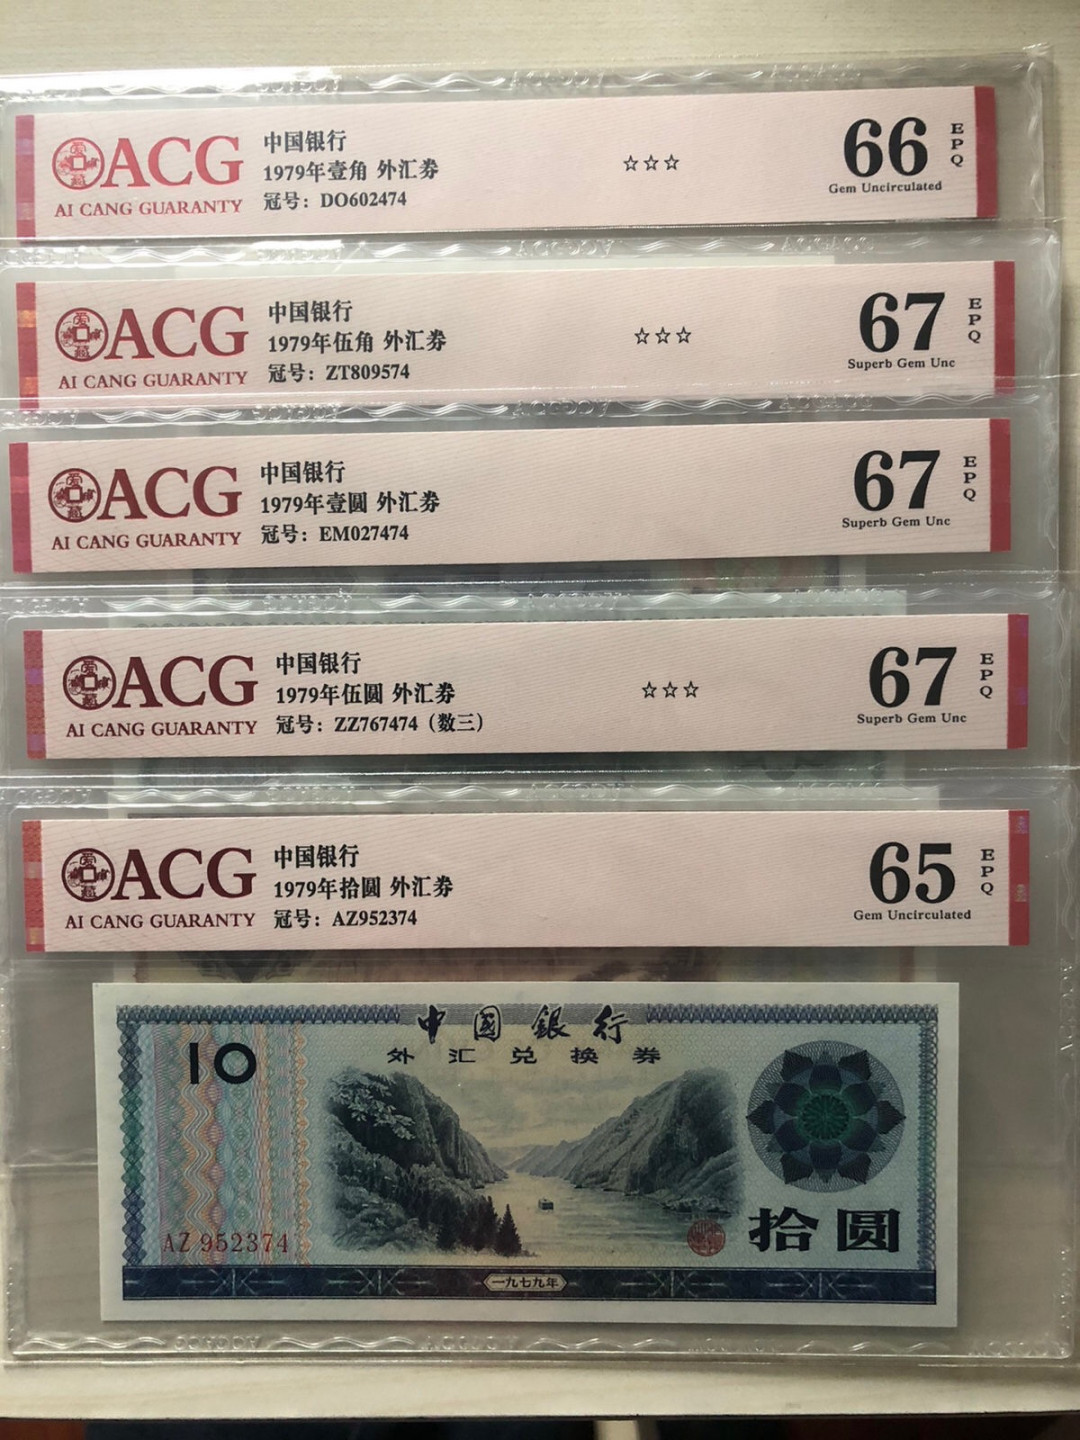 ACG
AI CANG GUARANTY
中国银行
1979年壹角 外汇券
冠号：DO602474
☆☆☆
66
EPQ
Gem Uncirculated
ACG
AI CANG GUARANTY
中国银行
1979年伍角 外汇券
冠号：ZT809574
☆☆☆
67
EPQ
Superb Gem Unc
ACG
AI CANG GUARANTY
中国银行
1979年壹圆 外汇券
冠号：EM027474
67
EPQ
Superb Gem Unc
ACG
AI CANG GUARANTY
中国银行
1979年伍圆 外汇券
冠号：ZZ767474（数三）
☆☆☆
67
EPQ
Superb Gem Unc
ACG
AI CANG GUARANTY
中国银行
1979年拾圆 外汇券
冠号：AZ952374
65
EPQ
Gem Uncirculated
中國銀行
外汇兑换券
10
AZ 952374
拾圆
一九七九年